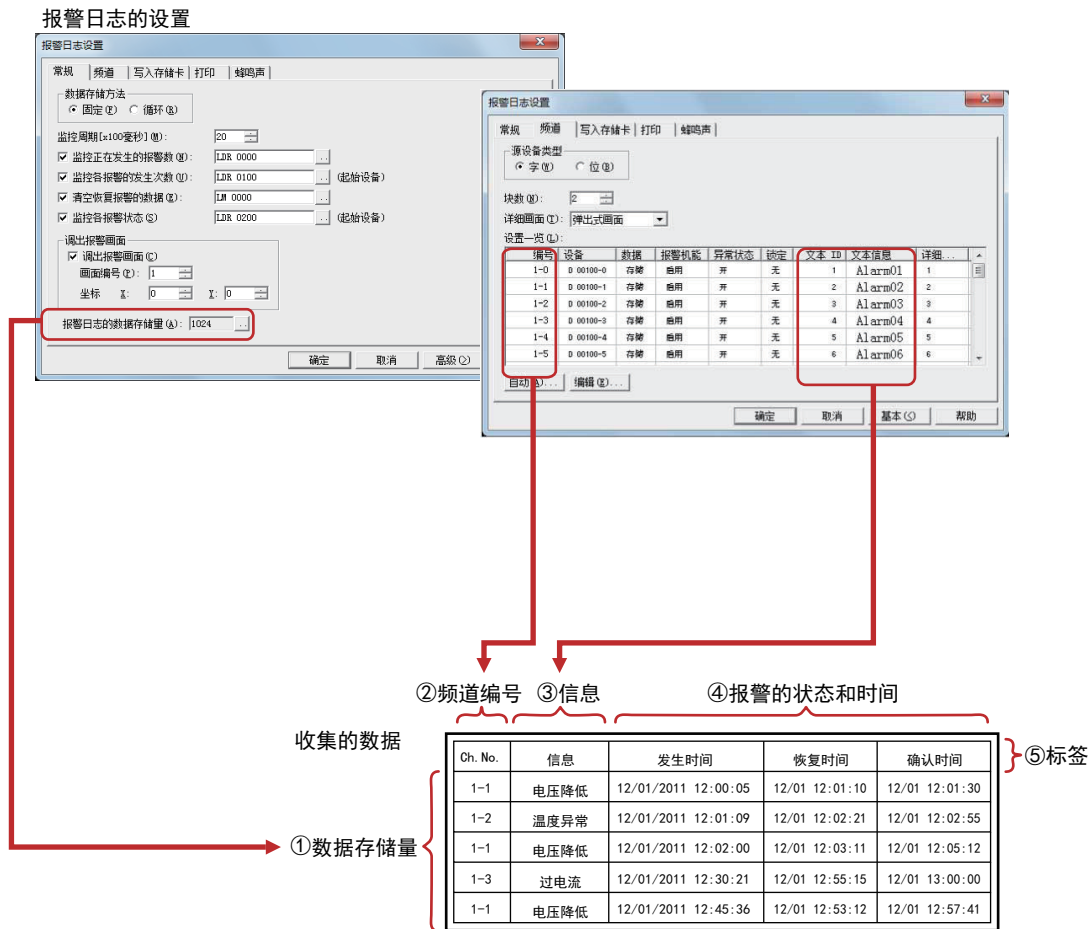 报警日志的设置
报警日志设置
常规 频道 写入存储卡 打印 蜂鸣声
数据存储方法
固定(F) 循环(R)
监控周期[x100毫秒](M): 20
监控正在发生的报警数(N): LDR 0000 ..
监控各报警的发生次数(U): LDR 0100 .. (起始设备)
清空恢复报警的数据(E): LM 0000 ..
监控各报警状态(S) LDR 0200 .. (起始设备)
调出报警画面
调出报警画面(C)
画面编号(P): 1
坐标 X: 0 Y: 0
报警日志的数据存储量(A): 1024 ..
确定 取消 高级(Q)
报警日志设置
常规 频道 写入存储卡 打印 蜂鸣声
源设备类型
字(W) 位(B)
块数(N): 2
详细画面(T): 弹出式画面
设置一览(L):
编号 设备 数据 报警机能 异常状态 锁定 文本 ID 文本信息 详细...
1-0 D 00100-0 存储 启用 开 无 1 Alarm01 1
1-1 D 00100-1 存储 启用 开 无 2 Alarm02 2
1-2 D 00100-2 存储 启用 开 无 3 Alarm03 3
1-3 D 00100-3 存储 启用 开 无 4 Alarm04 4
1-4 D 00100-4 存储 启用 开 无 5 Alarm05 5
1-5 D 00100-5 存储 启用 开 无 6 Alarm06 6
自动(A)... 编辑(E)...
确定 取消 基本(S) 帮助
②频道编号 ③信息 ④报警的状态和时间
收集的数据
Ch. No. 信息 发生时间 恢复时间 确认时间
⑤标签
1-1 电压降低 12/01/2011 12:00:05 12/01 12:01:10 12/01 12:01:30
1-2 温度异常 12/01/2011 12:01:09 12/01 12:02:21 12/01 12:02:55
①数据存储量
1-1 电压降低 12/01/2011 12:02:00 12/01 12:03:11 12/01 12:05:12
1-3 过电流 12/01/2011 12:30:21 12/01 12:55:15 12/01 13:00:00
1-1 电压降低 12/01/2011 12:45:36 12/01 12:53:12 12/01 12:57:41